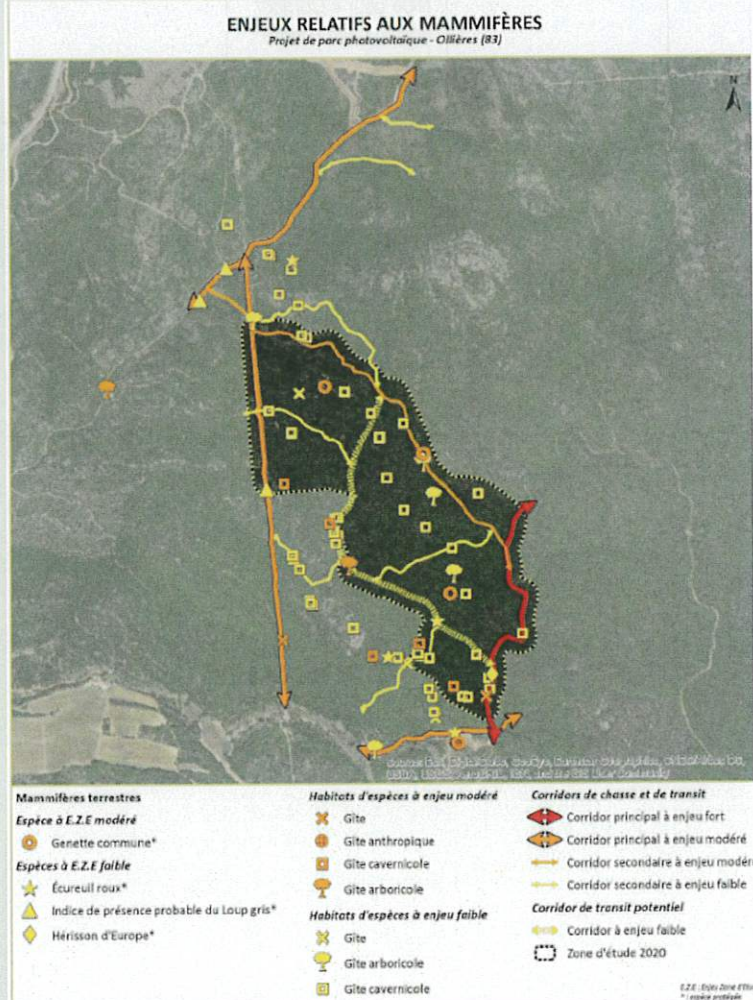 ENJEUX RELATIFS AUX MAMMIFÈRES
Projet de parc photovoltaïque - Ollières (83)
N
Mammifères terrestres
Espèce à E.Z.E modéré
Genette commune*
Espèces à E.Z.E faible
Écureuil roux*
Indice de présence probable du Loup gris*
Hérisson d'Europe*
Habitats d'espèces à enjeu modéré
Gîte
Gîte anthropique
Gîte cavernicole
Gîte arboricole
Habitats d'espèces à enjeu faible
Gîte
Gîte arboricole
Gîte cavernicole
Corridors de chasse et de transit
Corridor principal à enjeu fort
Corridor principal à enjeu modéré
Corridor secondaire à enjeu modéré
Corridor secondaire à enjeu faible
Corridor de transit potentiel
Corridor à enjeu faible
Zone d'étude 2020
E.Z.E : Enjeu Zone
* : espèce protégée